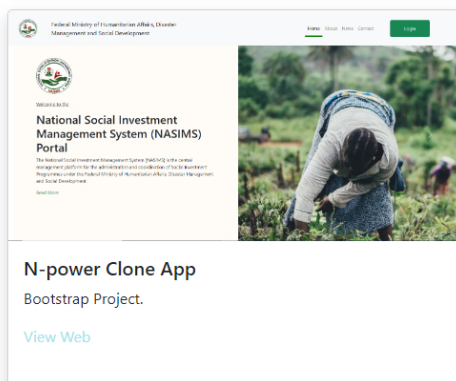 Federal Ministry of Humanitarian Affairs, Disaster
Management and Social Development
Home About News Contact Login
Welcome to the
National Social Investment
Management System (NASIMS)
Portal
The National Social Investment Management System (NASIMS) is the central
management platform for the administration and coordination of Social Investment
Programmes under the Federal Ministry of Humanitarian Affairs Disaster Management
and Social Development.
Read More
N-power Clone App
Bootstrap Project.
View Web